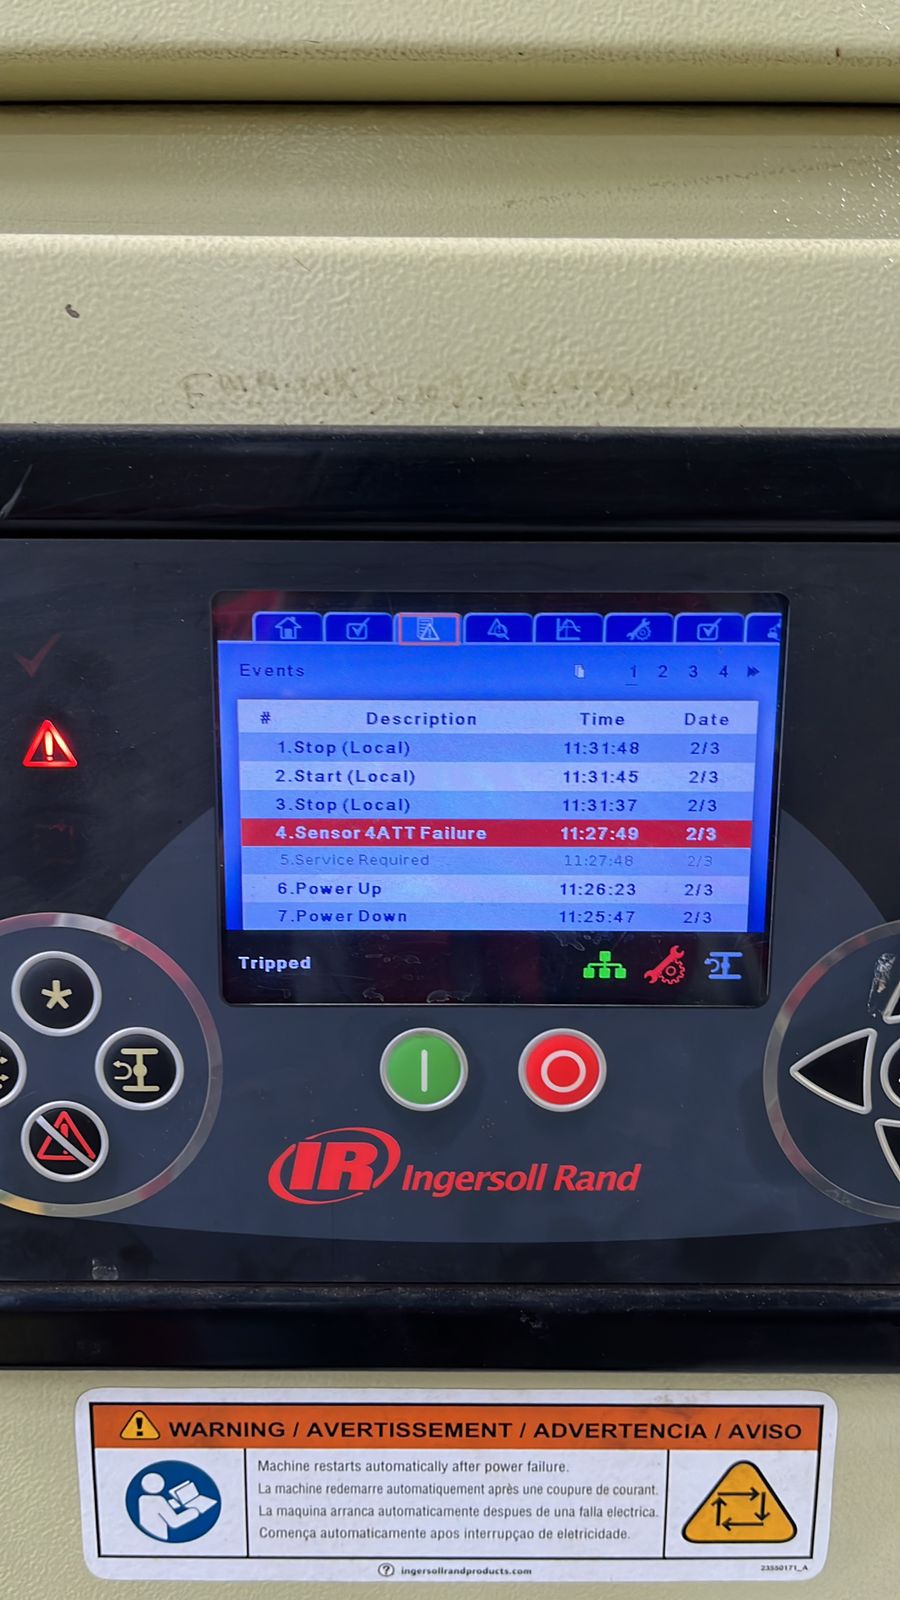 Events 1 2 3 4
# Description Time Date
1.Stop (Local) 11:31:48 2/3
2.Start (Local) 11:31:45 2/3
3.Stop (Local) 11:31:37 2/3
4.Sensor 4ATT Failure 11:27:49 2/3
5.Service Required 11:27:48 2/3
6.Power Up 11:26:23 2/3
7.Power Down 11:25:47 2/3
Tripped
IR Ingersoll Rand
WARNING / AVERTISSEMENT / ADVERTENCIA / AVISO
Machine restarts automatically after power failure.
La machine redemarre automatiquement après une coupure de courant.
La maquina arranca automaticamente despues de una falla electrica.
Começa automaticamente apos interrupçao de eletricidade.
ingersollrandproducts.com
23550171_A